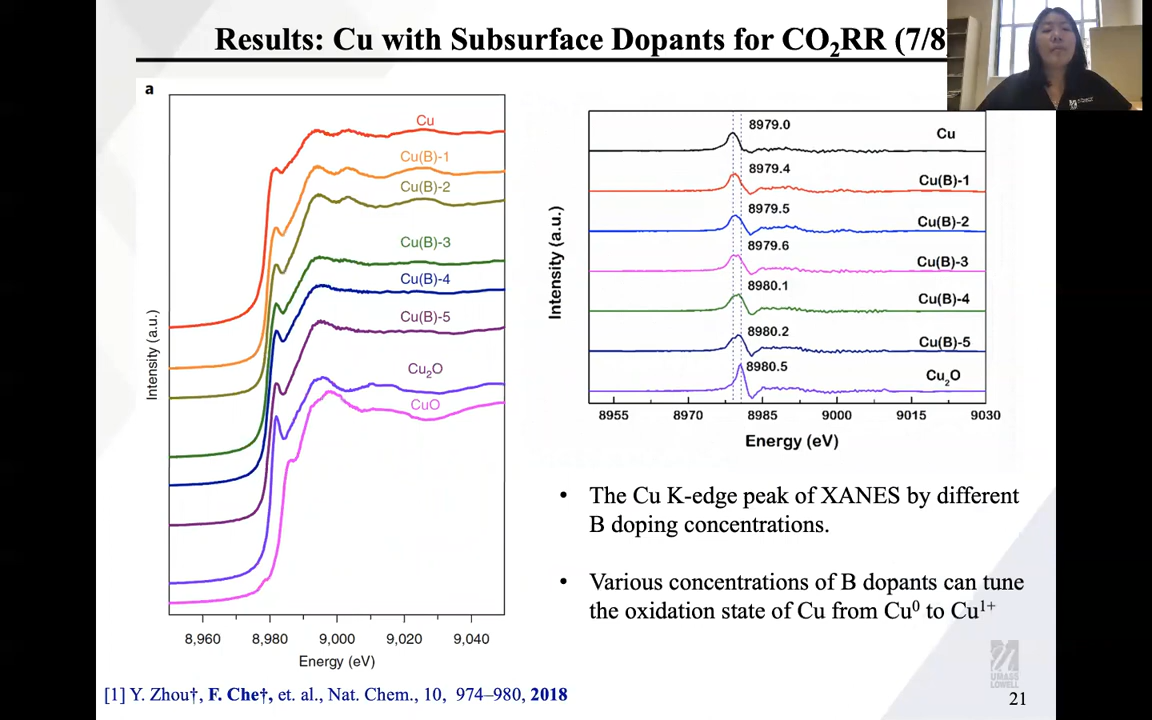 Results: Cu with Subsurface Dopants for CO₂RR (7/8
a
Cu
Cu(B)-1
Cu(B)-2
Cu(B)-3
Cu(B)-4
Cu(B)-5
Cu₂O
CuO
Intensity (a.u.)
8,960 8,980 9,000 9,020 9,040
Energy (eV)
8979.0 Cu
8979.4 Cu(B)-1
8979.5 Cu(B)-2
8979.6 Cu(B)-3
8980.1 Cu(B)-4
8980.2 Cu(B)-5
8980.5 Cu₂O
Intensity (a.u.)
8955 8970 8985 9000 9015 9030
Energy (eV)
• The Cu K-edge peak of XANES by different
B doping concentrations.
• Various concentrations of B dopants can tune
the oxidation state of Cu from Cu⁰ to Cu¹⁺
[1] Y. Zhou†, F. Che†, et. al., Nat. Chem., 10, 974–980, 2018
UMASS
LOWELL
21